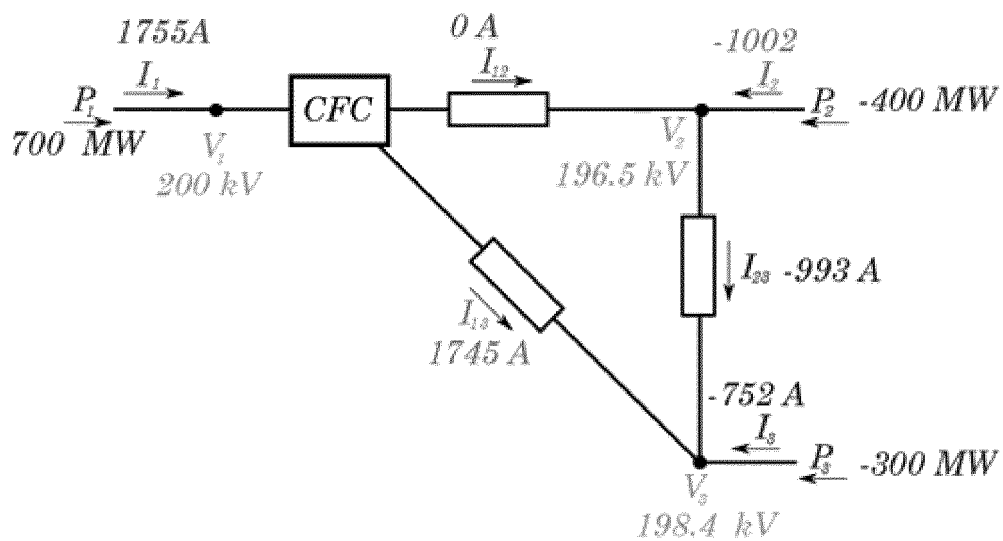 1755A
0 A
-1002
I₁
I₁₂
I₂
P₁
CFC
P₂ -400 MW
700 MW
V₁
V₂
200 kV
196.5 kV
I₂₃ -993 A
I₁₃
1745 A
-752 A
I₃
P₃ -300 MW
V₃
198.4 kV